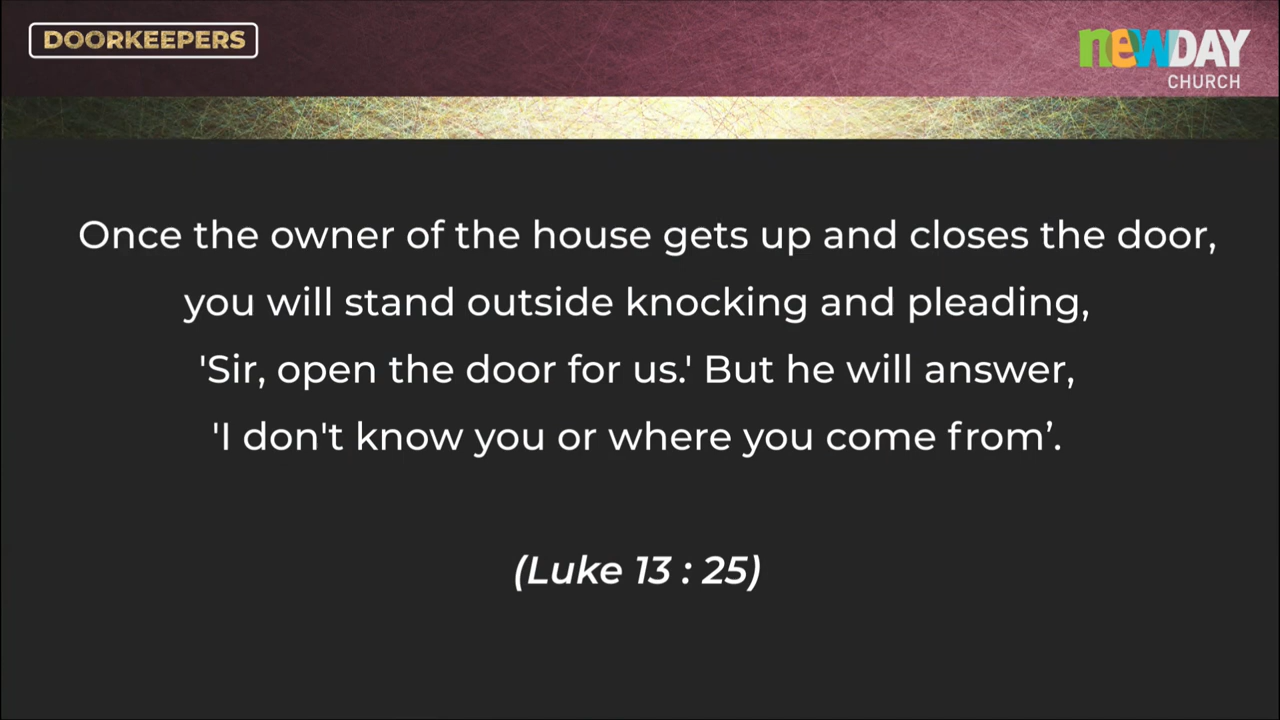 DOORKEEPERS
newDAY
CHURCH
Once the owner of the house gets up and closes the door,
you will stand outside knocking and pleading,
'Sir, open the door for us.' But he will answer,
'I don't know you or where you come from’.
(Luke 13 : 25)